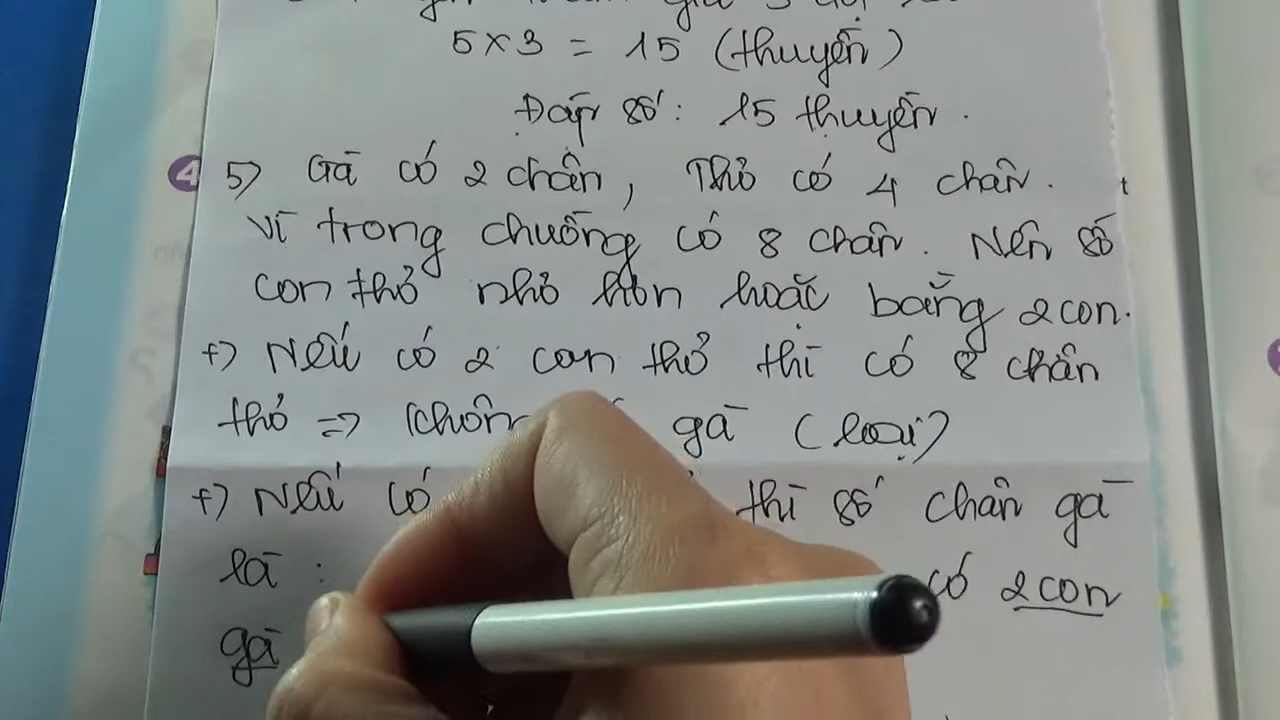 5 x 3 = 15 (thuyền)
Đáp số: 15 thuyền.
4
5) Gà có 2 chân, Thỏ có 4 chân.
Vì trong chuồng có 8 chân. Nên số
con thỏ nhỏ hơn hoặc bằng 2 con.
+) Nếu có 2 con thỏ thì có 8 chân
thỏ => gà (loại)
+) Nếu có thì số chân gà
là : có 2 con
gà